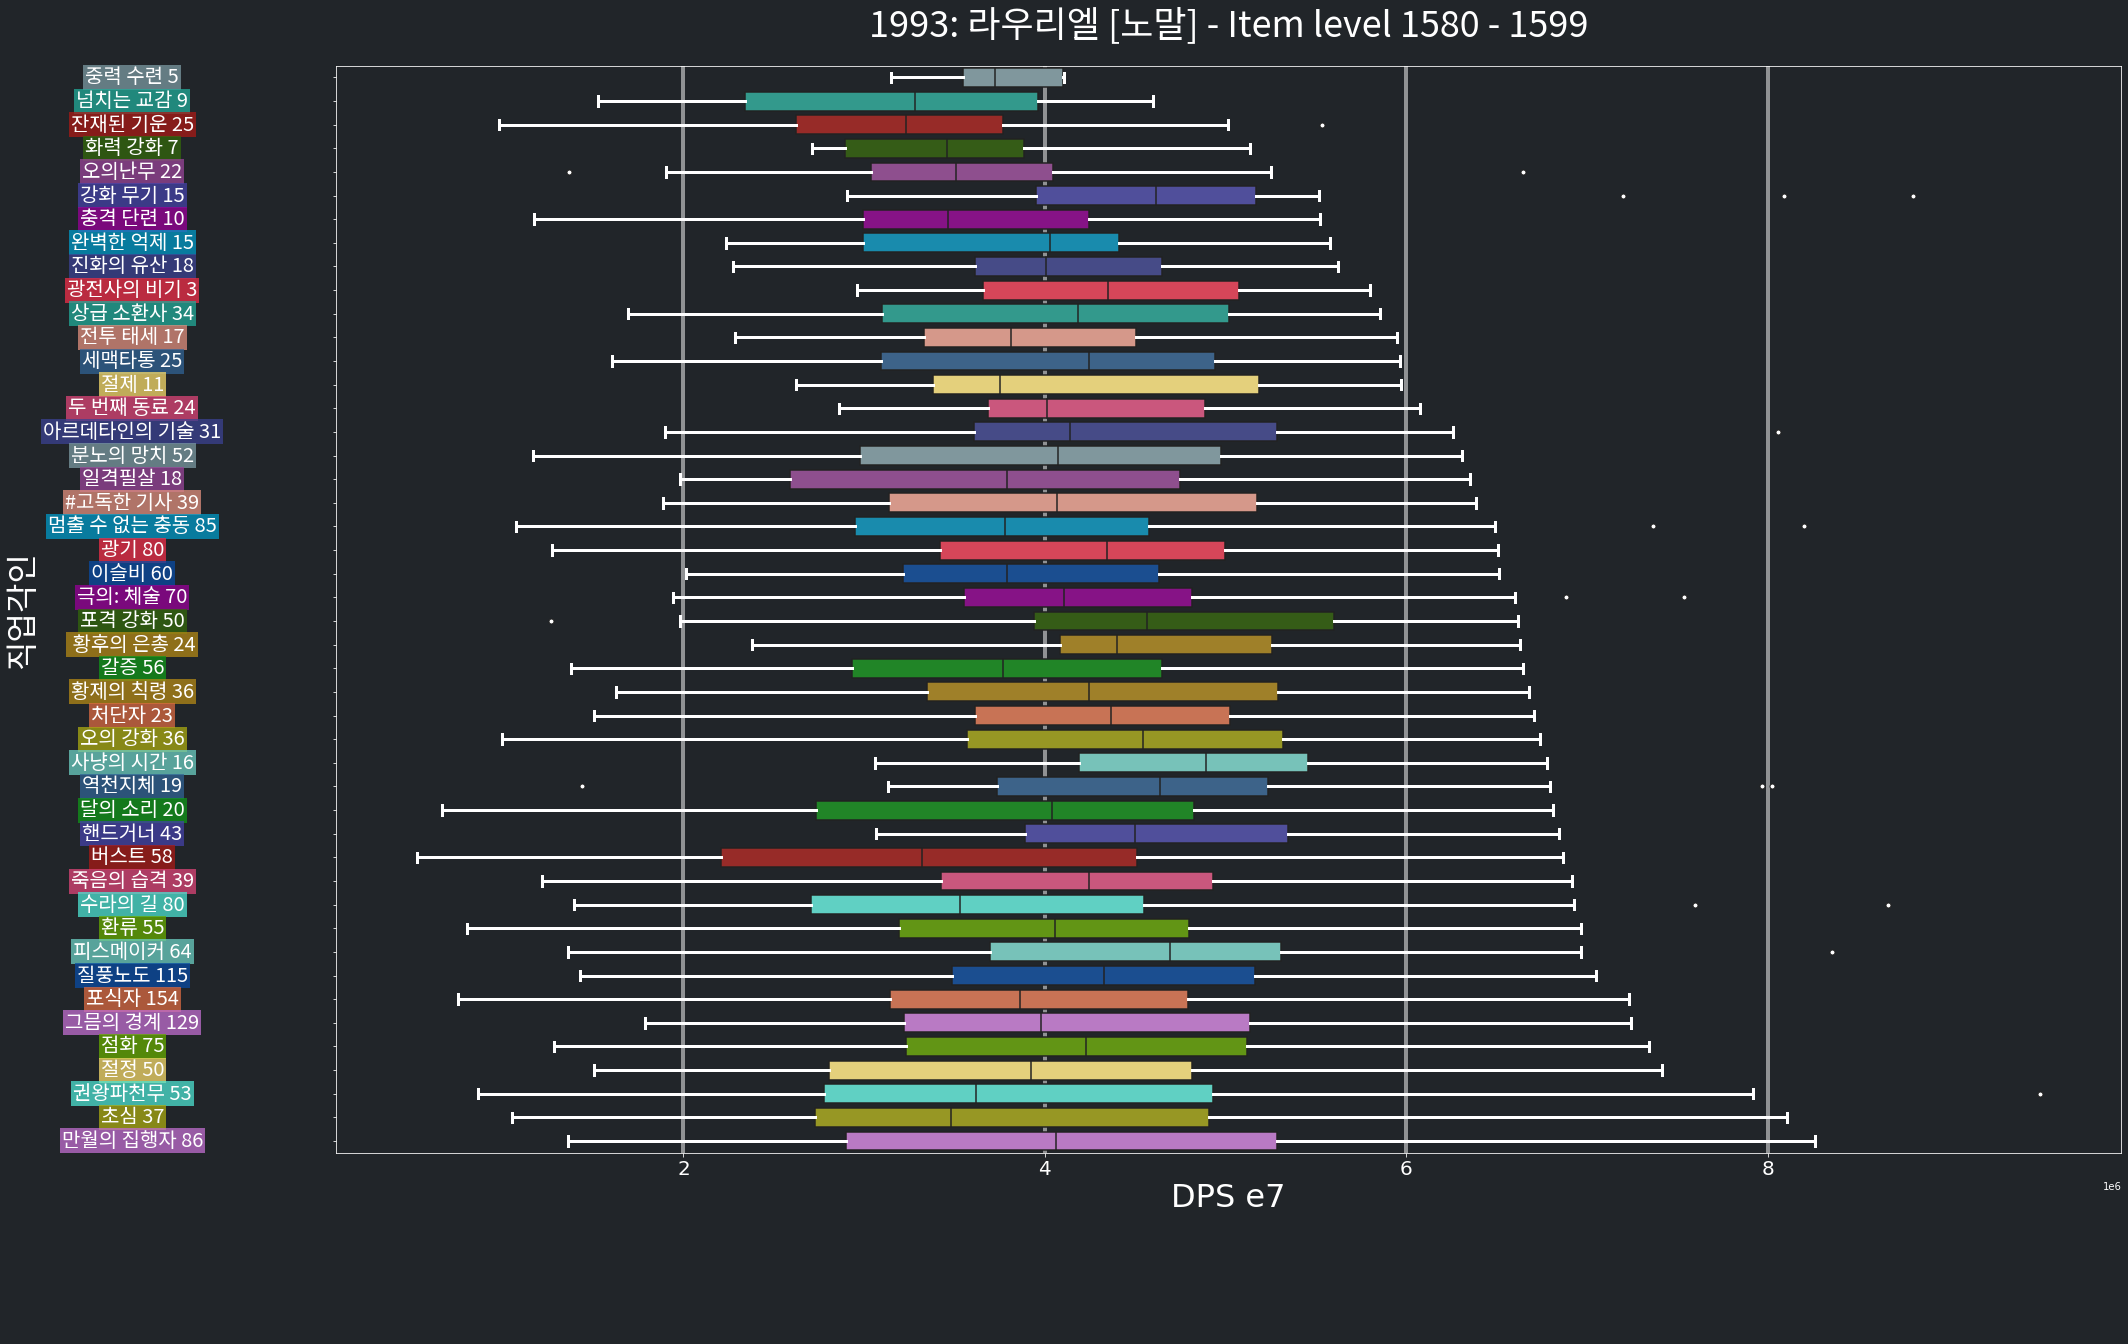 1993: 라우리엘 [노말] - Item level 1580 - 1599
중력 수련 5
넘치는 교감 9
잔재된 기운 25
화력 강화 7
오의난무 22
강화 무기 15
충격 단련 10
완벽한 억제 15
진화의 유산 18
광전사의 비기 3
상급 소환사 34
전투 태세 17
세맥타통 25
절제 11
두 번째 동료 24
아르데타인의 기술 31
분노의 망치 52
일격필살 18
#고독한 기사 39
멈출 수 없는 충동 85
광기 80
이슬비 60
극의: 체술 70
포격 강화 50
황후의 은총 24
갈증 56
황제의 칙령 36
처단자 23
오의 강화 36
사냥의 시간 16
역천지체 19
달의 소리 20
핸드거너 43
버스트 58
죽음의 습격 39
수라의 길 80
환류 55
피스메이커 64
질풍노도 115
포식자 154
그믐의 경계 129
점화 75
절정 50
권왕파천무 53
초심 37
만월의 집행자 86
직업각인
2 4 6 8
1e6
DPS e7